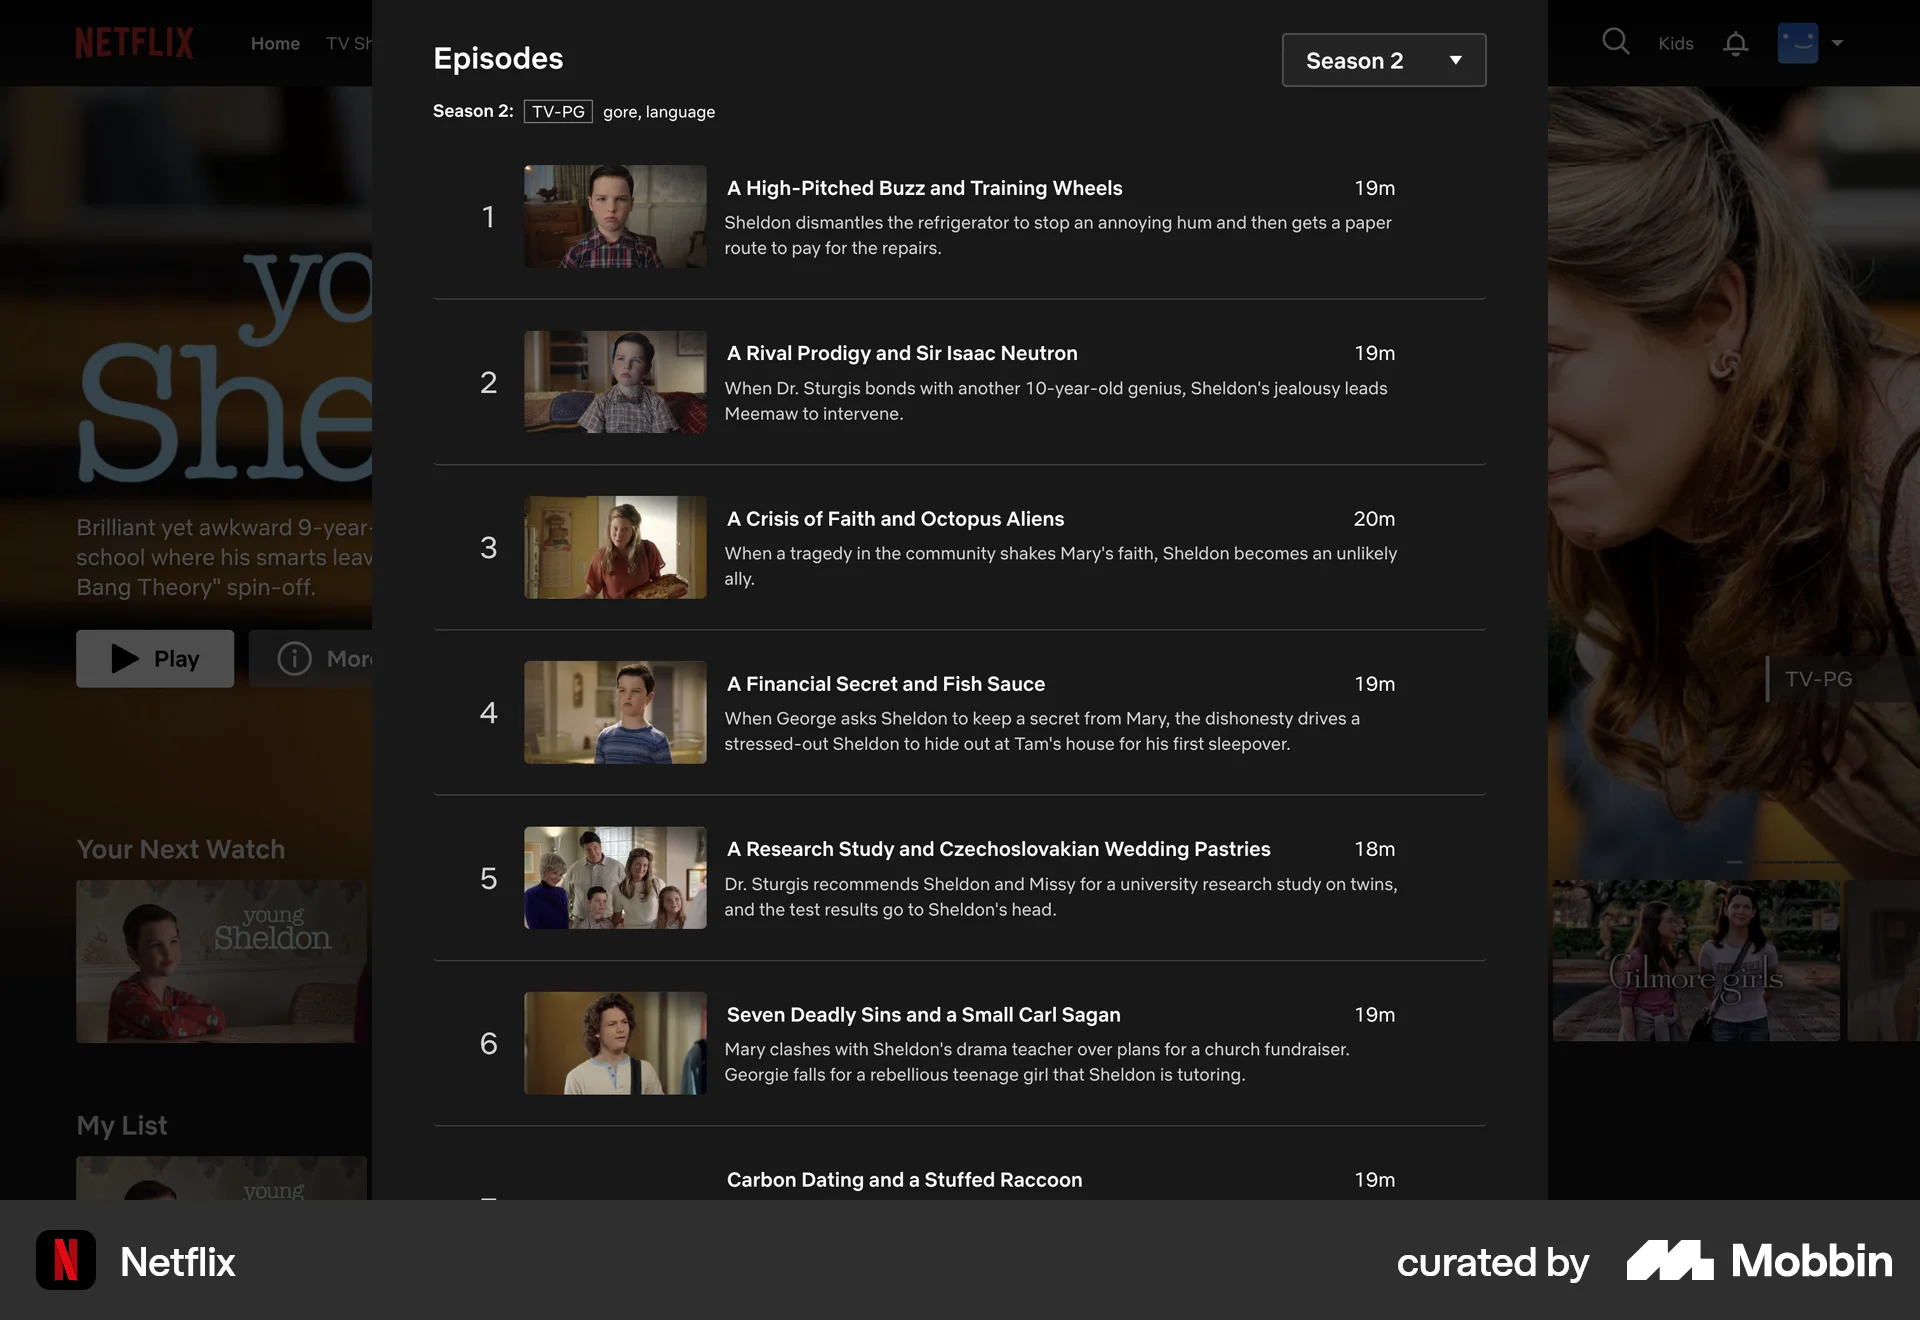 NETFLIX
Home
TV Sh
Kids
Episodes
Season 2
Season 2: TV-PG gore, language
1
A High-Pitched Buzz and Training Wheels
19m
Sheldon dismantles the refrigerator to stop an annoying hum and then gets a paper
route to pay for the repairs.
2
A Rival Prodigy and Sir Isaac Neutron
19m
When Dr. Sturgis bonds with another 10-year-old genius, Sheldon's jealousy leads
Meemaw to intervene.
3
A Crisis of Faith and Octopus Aliens
20m
When a tragedy in the community shakes Mary's faith, Sheldon becomes an unlikely
ally.
4
A Financial Secret and Fish Sauce
19m
When George asks Sheldon to keep a secret from Mary, the dishonesty drives a
stressed-out Sheldon to hide out at Tam's house for his first sleepover.
5
A Research Study and Czechoslovakian Wedding Pastries
18m
Dr. Sturgis recommends Sheldon and Missy for a university research study on twins,
and the test results go to Sheldon's head.
6
Seven Deadly Sins and a Small Carl Sagan
19m
Mary clashes with Sheldon's drama teacher over plans for a church fundraiser.
Georgie falls for a rebellious teenage girl that Sheldon is tutoring.
Carbon Dating and a Stuffed Raccoon
19m
yo
She
Brilliant yet awkward 9-year-
school where his smarts leav
Bang Theory" spin-off.
Play
More
TV-PG
Your Next Watch
young
Sheldon
Gilmore girls
My List
young
Netflix
curated by
Mobbin